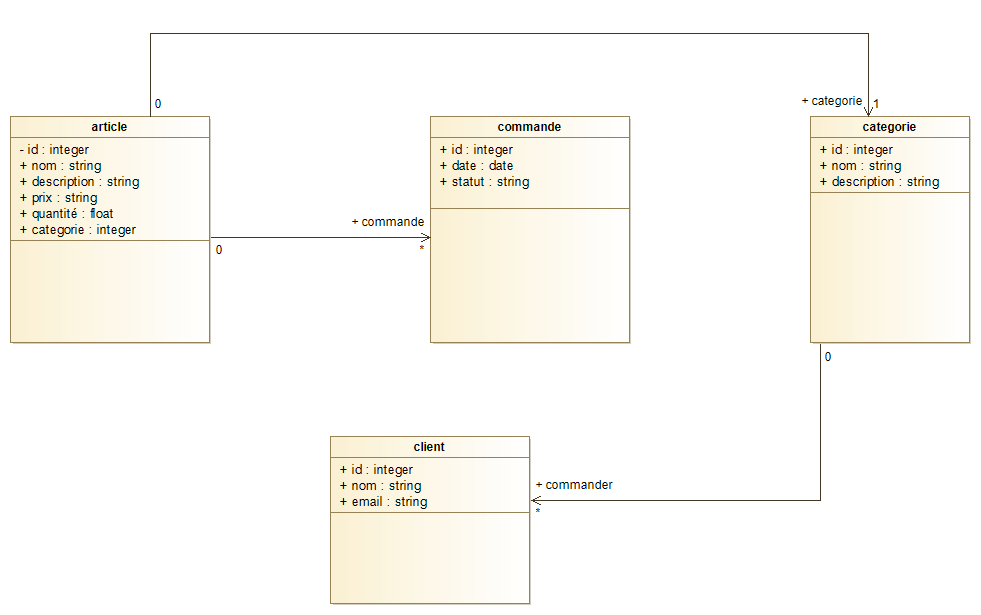 0
+ categorie
1
article
- id : integer
+ nom : string
+ description : string
+ prix : string
+ quantité : float
+ categorie : integer
commande
+ id : integer
+ date : date
+ statut : string
categorie
+ id : integer
+ nom : string
+ description : string
+ commande
0
*
0
client
+ id : integer
+ nom : string
+ email : string
+ commander
*